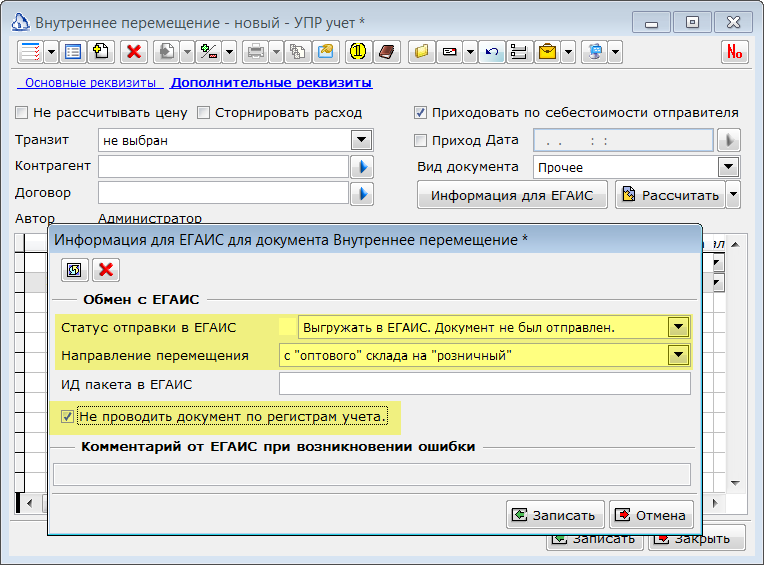 Внутреннее перемещение - новый - УПР учет *
№
Основные реквизиты Дополнительные реквизиты
Не рассчитывать цену Сторнировать расход Приходовать по себестоимости отправителя
Транзит не выбран Приход Дата . . : :
Контрагент Вид документа Прочее
Договор Информация для ЕГАИС Рассчитать
Автор Администратор
Информация для ЕГАИС для документа Внутреннее перемещение *
Обмен с ЕГАИС
Статус отправки в ЕГАИС Выгружать в ЕГАИС. Документ не был отправлен.
Направление перемещения с "оптового" склада на "розничный"
ИД пакета в ЕГАИС
Не проводить документ по регистрам учета.
Комментарий от ЕГАИС при возникновении ошибки
Записать Отмена
Записать Закрыть